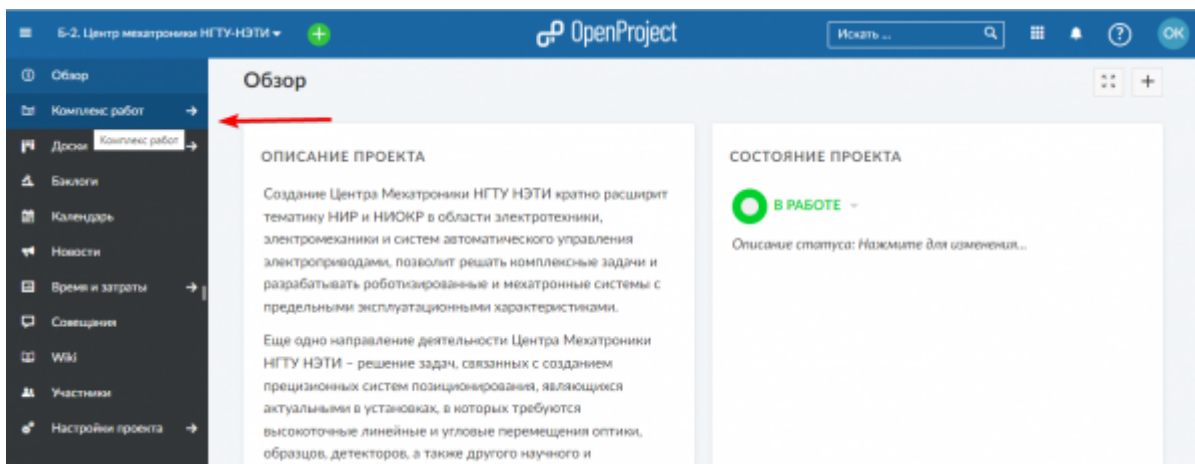 Б-2. Центр мехатроники НГТУ-НЭТИ
OpenProject
Искать ...
ОК
Обзор
Комплекс работ
Комплекс работ
Доски
Бэклоги
Календарь
Новости
Время и затраты
Совещания
Wiki
Участники
Настройки проекта
Обзор
ОПИСАНИЕ ПРОЕКТА
Создание Центра Мехатроники НГТУ НЭТИ кратно расширит
тематику НИР и НИОКР в области электротехники,
электромеханики и систем автоматического управления
электроприводами, позволит решать комплексные задачи и
разрабатывать роботизированные и мехатронные системы с
предельными эксплуатационными характеристиками.
Еще одно направление деятельности Центра Мехатроники
НГТУ НЭТИ – решение задач, связанных с созданием
прецизионных систем позиционирования, являющихся
актуальными в установках, в которых требуются
высокоточные линейные и угловые перемещения оптики,
образцов, детекторов, а также другого научного и
СОСТОЯНИЕ ПРОЕКТА
В РАБОТЕ
Описание статуса: Нажмите для изменения...